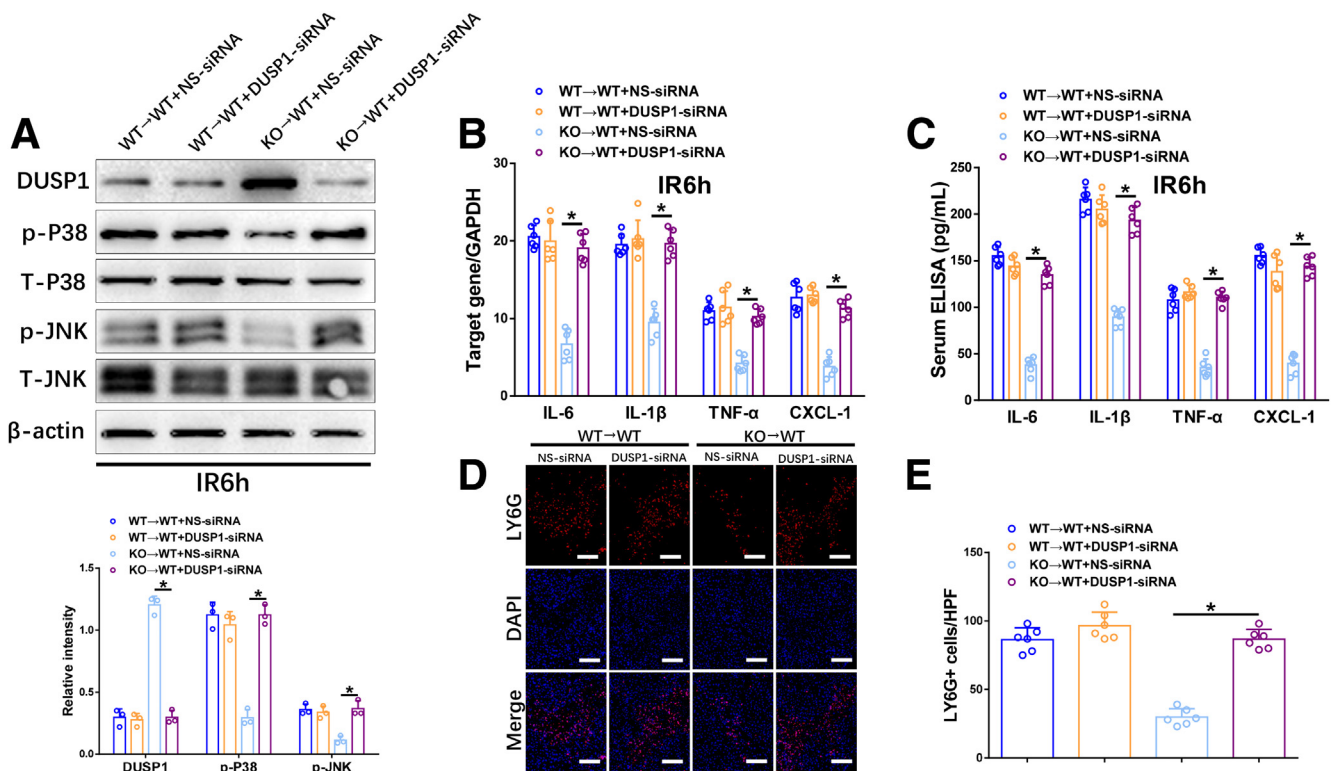 A
WT→WT+NS-siRNA
WT→WT+DUSP1-siRNA
KO→WT+NS-siRNA
KO→WT+DUSP1-siRNA
DUSP1
p-P38
T-P38
p-JNK
T-JNK
β-actin
IR6h
WT→WT+NS-siRNA
WT→WT+DUSP1-siRNA
KO→WT+NS-siRNA
KO→WT+DUSP1-siRNA
Relative intensity
1.5
1.0
0.5
0.0
* * *
DUSP1 p-P38 p-JNK
B
WT→WT+NS-siRNA
WT→WT+DUSP1-siRNA
KO→WT+NS-siRNA
KO→WT+DUSP1-siRNA
IR6h
Target gene/GAPDH
30
20
10
0
* * * *
IL-6 IL-1β TNF-α CXCL-1
C
WT→WT+NS-siRNA
WT→WT+DUSP1-siRNA
KO→WT+NS-siRNA
KO→WT+DUSP1-siRNA
IR6h
Serum ELISA (pg/mL)
250
200
150
100
50
0
* * * *
IL-6 IL-1β TNF-α CXCL-1
D
WT→WT KO→WT
NS-siRNA DUSP1-siRNA NS-siRNA DUSP1-siRNA
LY6G
DAPI
Merge
E
WT→WT+NS-siRNA
WT→WT+DUSP1-siRNA
KO→WT+NS-siRNA
KO→WT+DUSP1-siRNA
LY6G+ cells/HPF
150
100
50
0
*